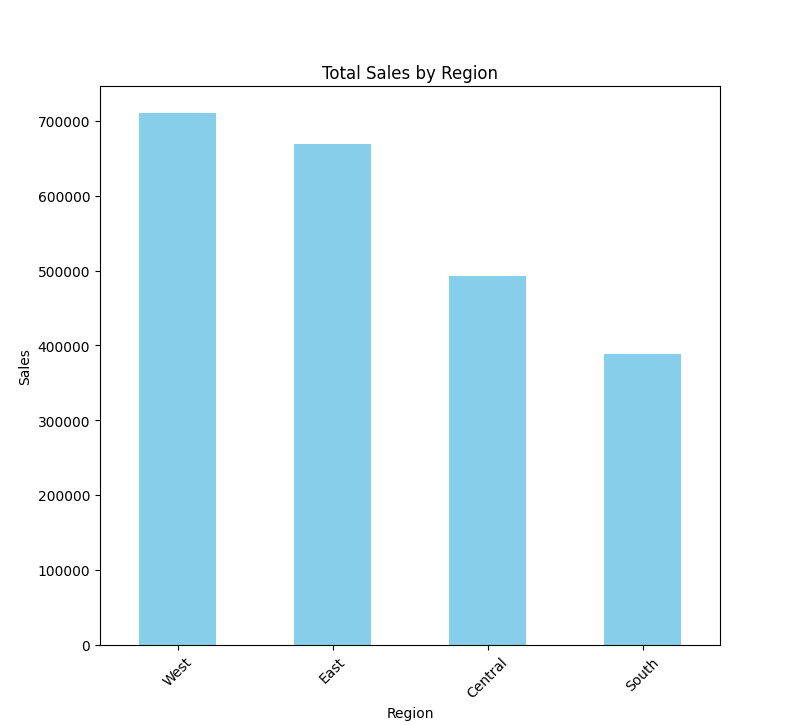 Total Sales by Region
Sales
700000
600000
500000
400000
300000
200000
100000
0
West
East
Central
South
Region